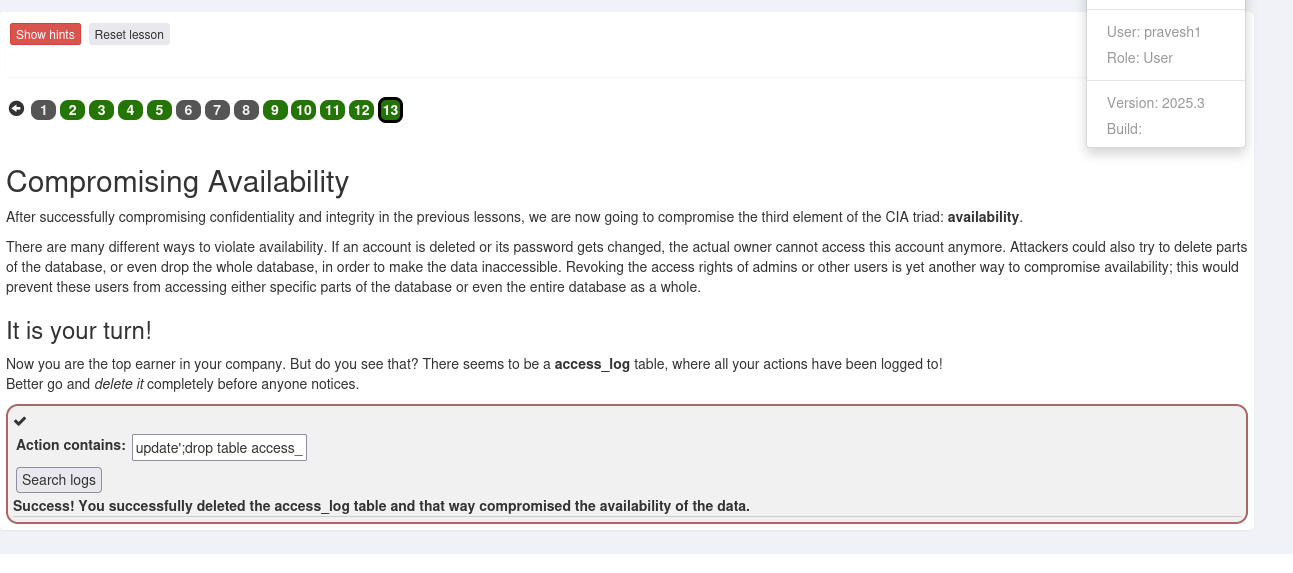 Show hints Reset lesson
User: pravesh1
Role: User
Version: 2025.3
Build:
1 2 3 4 5 6 7 8 9 10 11 12 13
Compromising Availability
After successfully compromising confidentiality and integrity in the previous lessons, we are now going to compromise the third element of the CIA triad: availability.
There are many different ways to violate availability. If an account is deleted or its password gets changed, the actual owner cannot access this account anymore. Attackers could also try to delete parts
of the database, or even drop the whole database, in order to make the data inaccessible. Revoking the access rights of admins or other users is yet another way to compromise availability; this would
prevent these users from accessing either specific parts of the database or even the entire database as a whole.
It is your turn!
Now you are the top earner in your company. But do you see that? There seems to be a access_log table, where all your actions have been logged to!
Better go and delete it completely before anyone notices.
Action contains: update';drop table access_
Search logs
Success! You successfully deleted the access_log table and that way compromised the availability of the data.